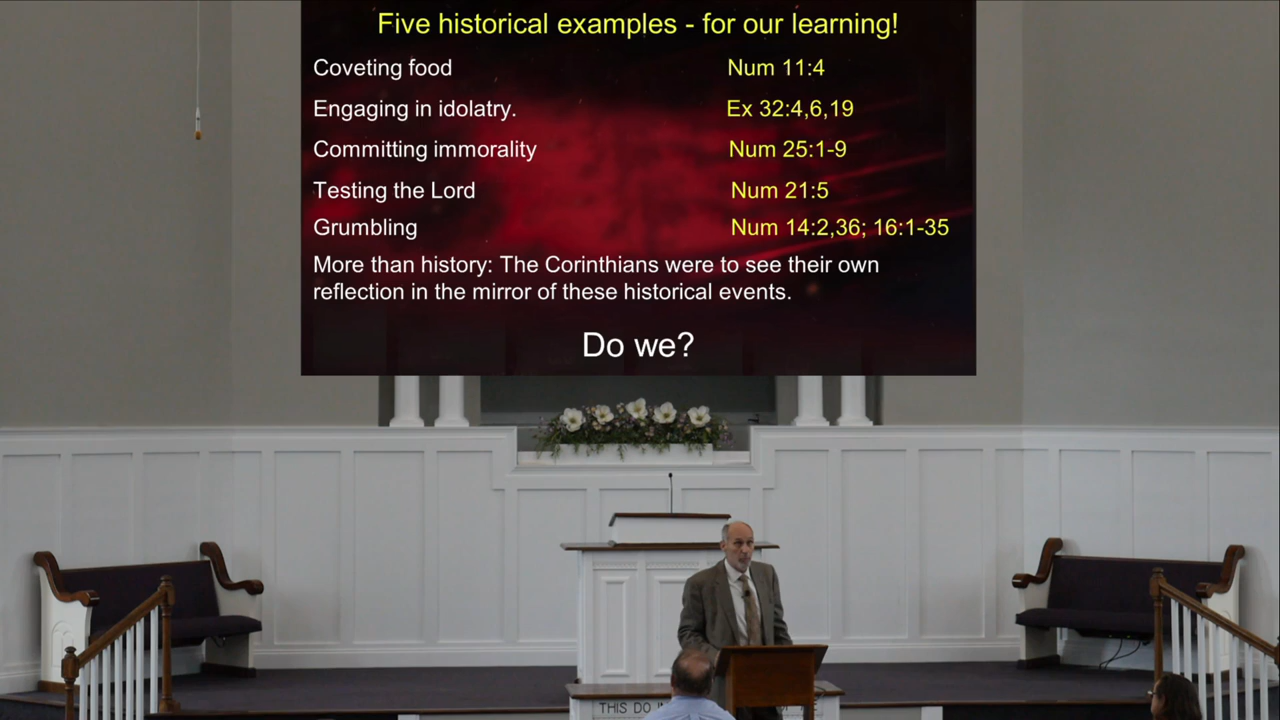 Five historical examples - for our learning!
Coveting food Num 11:4
Engaging in idolatry. Ex 32:4,6,19
Committing immorality Num 25:1-9
Testing the Lord Num 21:5
Grumbling Num 14:2,36; 16:1-35
More than history: The Corinthians were to see their own
reflection in the mirror of these historical events.
Do we?
THIS DO